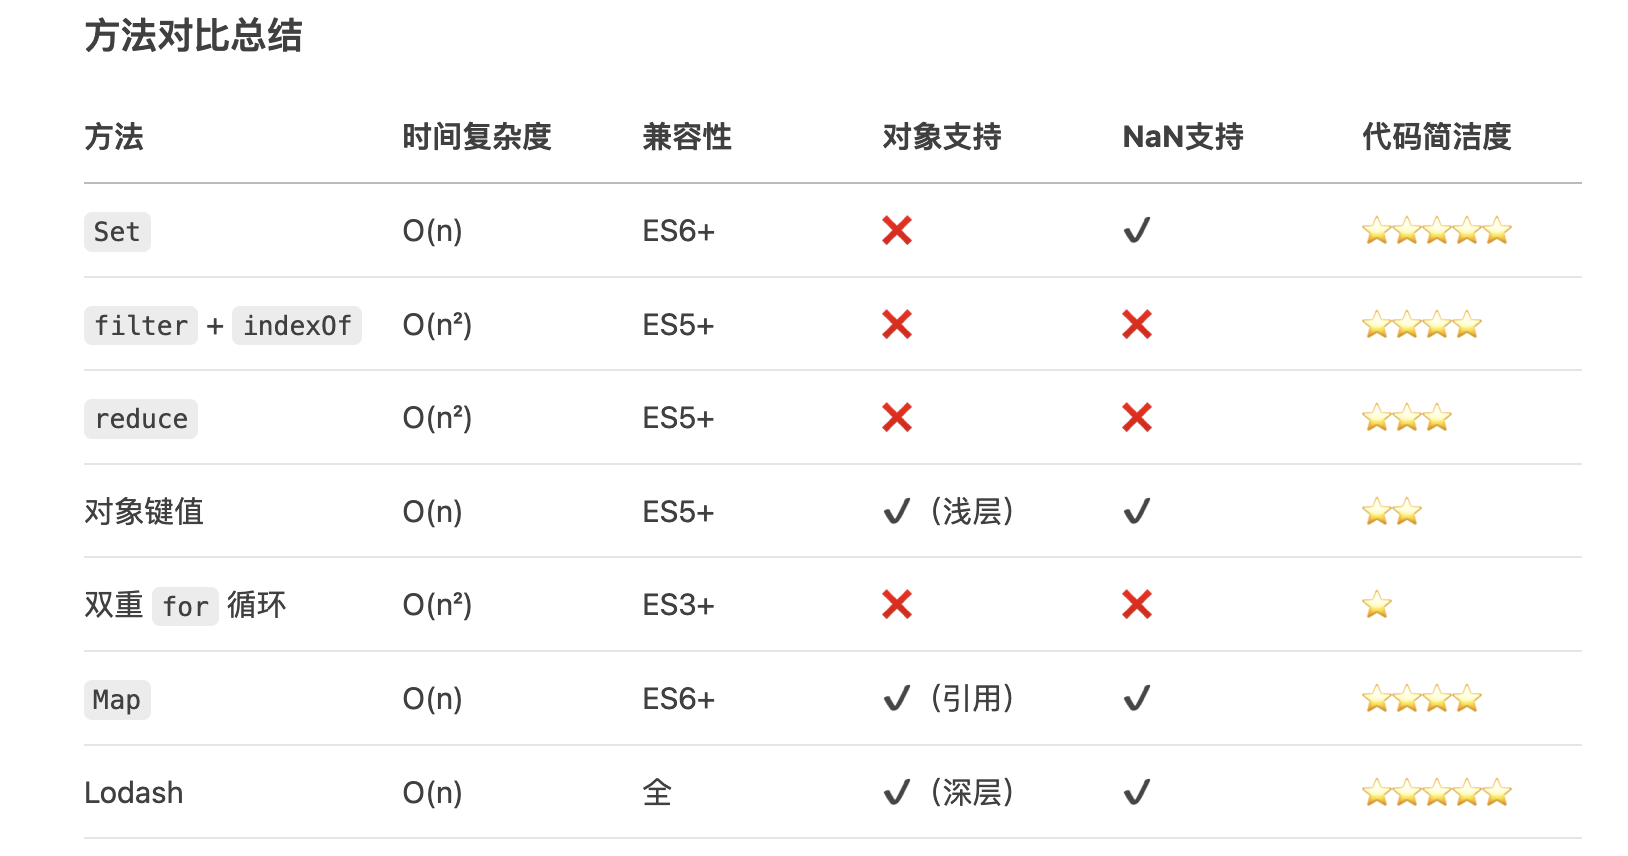 方法对比总结
方法 时间复杂度 兼容性 对象支持 NaN支持 代码简洁度
Set O(n) ES6+ ❌ ✔ ⭐⭐⭐⭐⭐
filter + indexOf O(n²) ES5+ ❌ ❌ ⭐⭐⭐⭐
reduce O(n²) ES5+ ❌ ❌ ⭐⭐⭐
对象键值 O(n) ES5+ ✔（浅层） ✔ ⭐⭐
双重 for 循环 O(n²) ES3+ ❌ ❌ ⭐
Map O(n) ES6+ ✔（引用） ✔ ⭐⭐⭐⭐
Lodash O(n) 全 ✔（深层） ✔ ⭐⭐⭐⭐⭐